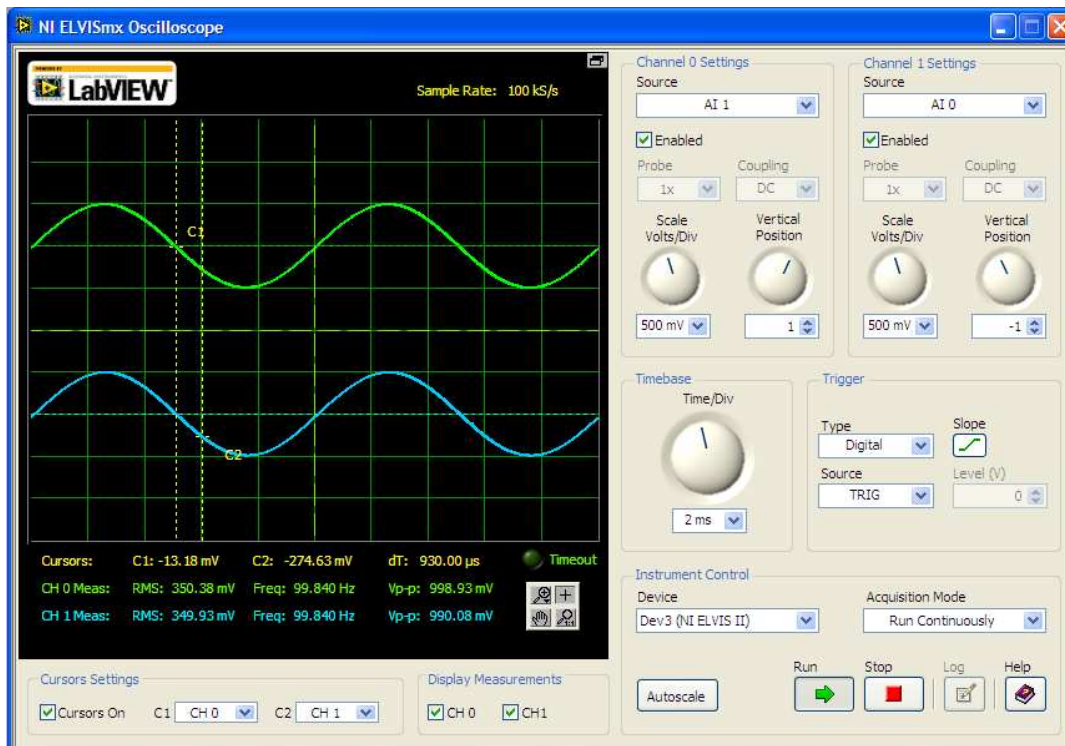 NI ELVISmx Oscilloscope
LabVIEW
Sample Rate: 100 kS/s
C1
C2
Cursors: C1: -13.18 mV C2: -274.63 mV dT: 930.00 µs Timeout
CH 0 Meas: RMS: 350.38 mV Freq: 99.840 Hz Vp-p: 998.93 mV
CH 1 Meas: RMS: 349.93 mV Freq: 99.840 Hz Vp-p: 990.08 mV
Cursors Settings
Cursors On C1 CH 0 C2 CH 1
Display Measurements
CH 0 CH1
Channel 0 Settings
Source
AI 1
Enabled
Probe Coupling
1x DC
Scale Vertical
Volts/Div Position
500 mV 1
Channel 1 Settings
Source
AI 0
Enabled
Probe Coupling
1x DC
Scale Vertical
Volts/Div Position
500 mV -1
Timebase
Time/Div
2 ms
Trigger
Type Slope
Digital
Source Level (V)
TRIG 0
Instrument Control
Device Acquisition Mode
Dev3 (NI ELVIS II) Run Continuously
Run Stop Log Help
Autoscale